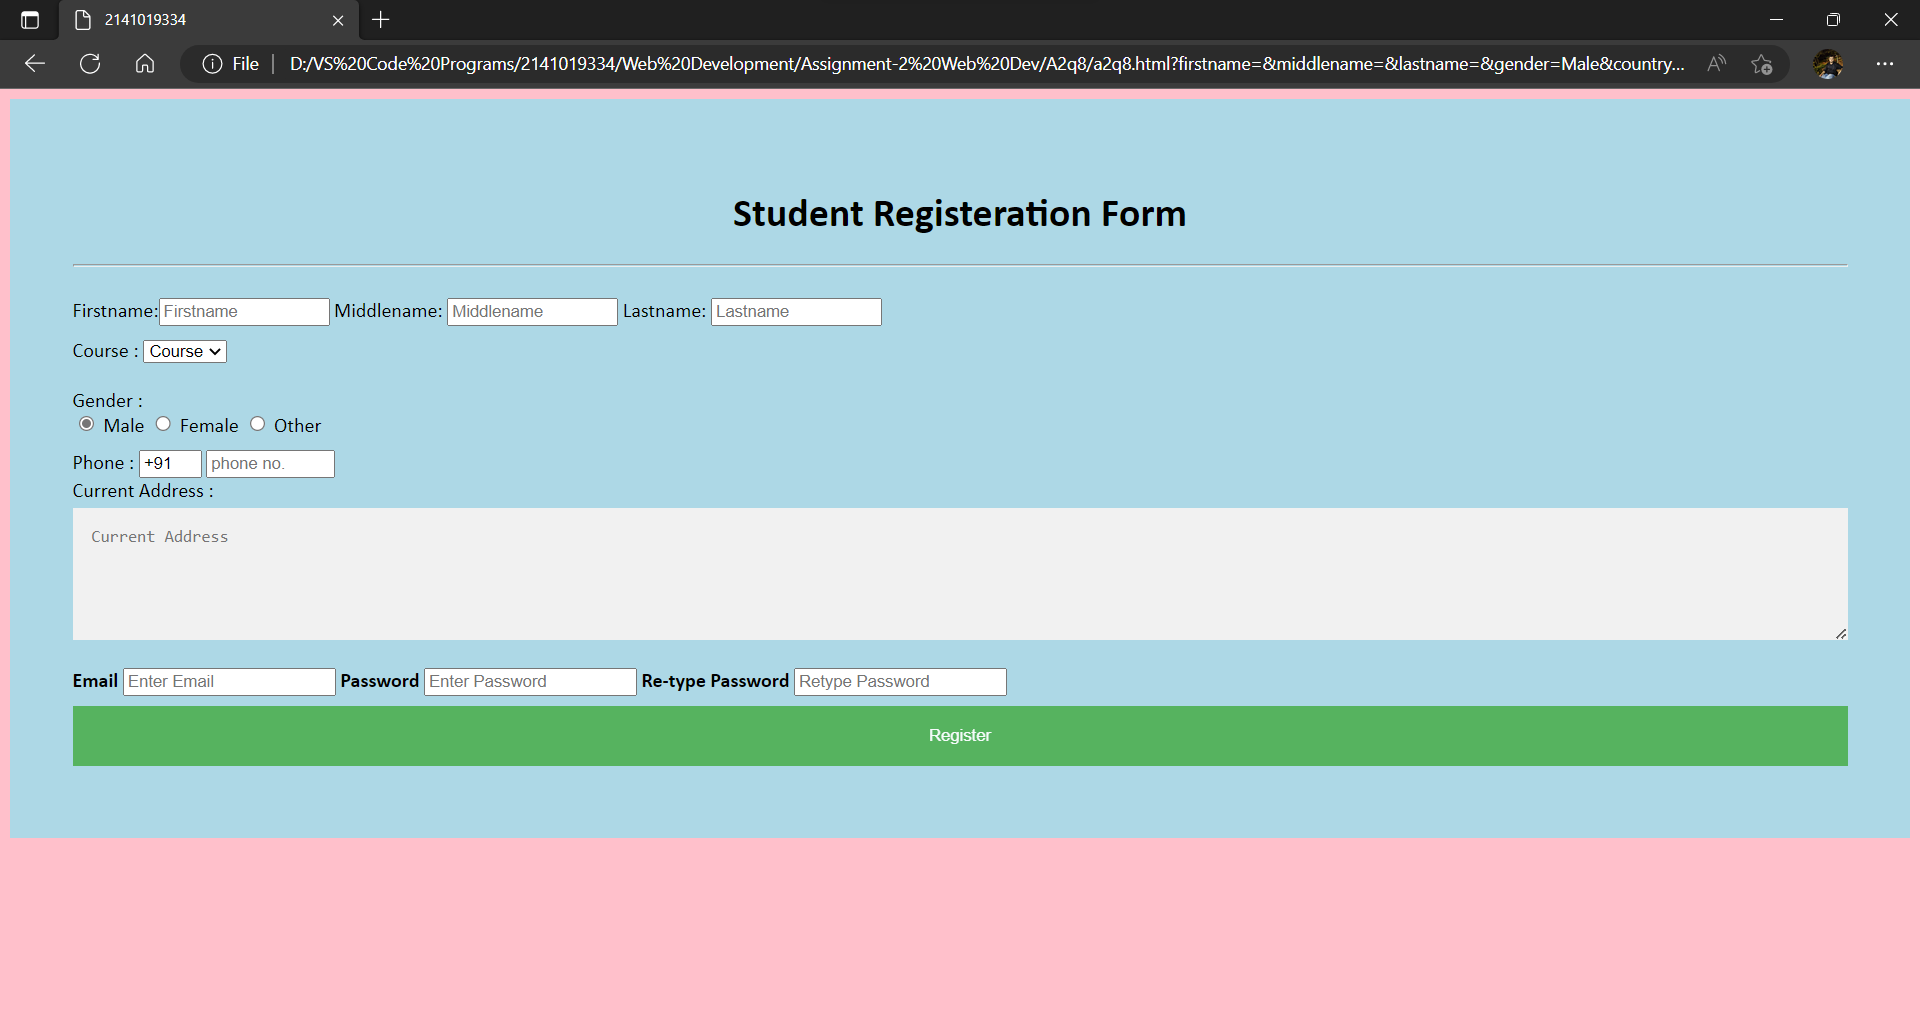 2141019334
File D:/VS%20Code%20Programs/2141019334/Web%20Development/Assignment-2%20Web%20Dev/A2q8/a2q8.html?firstname=&middlename=&lastname=&gender=Male&country...
Student Registeration Form
Firstname: Firstname Middlename: Middlename Lastname: Lastname
Course : Course
Gender :
Male Female Other
Phone : +91 phone no.
Current Address :
Current Address
Email Enter Email Password Enter Password Re-type Password Retype Password
Register